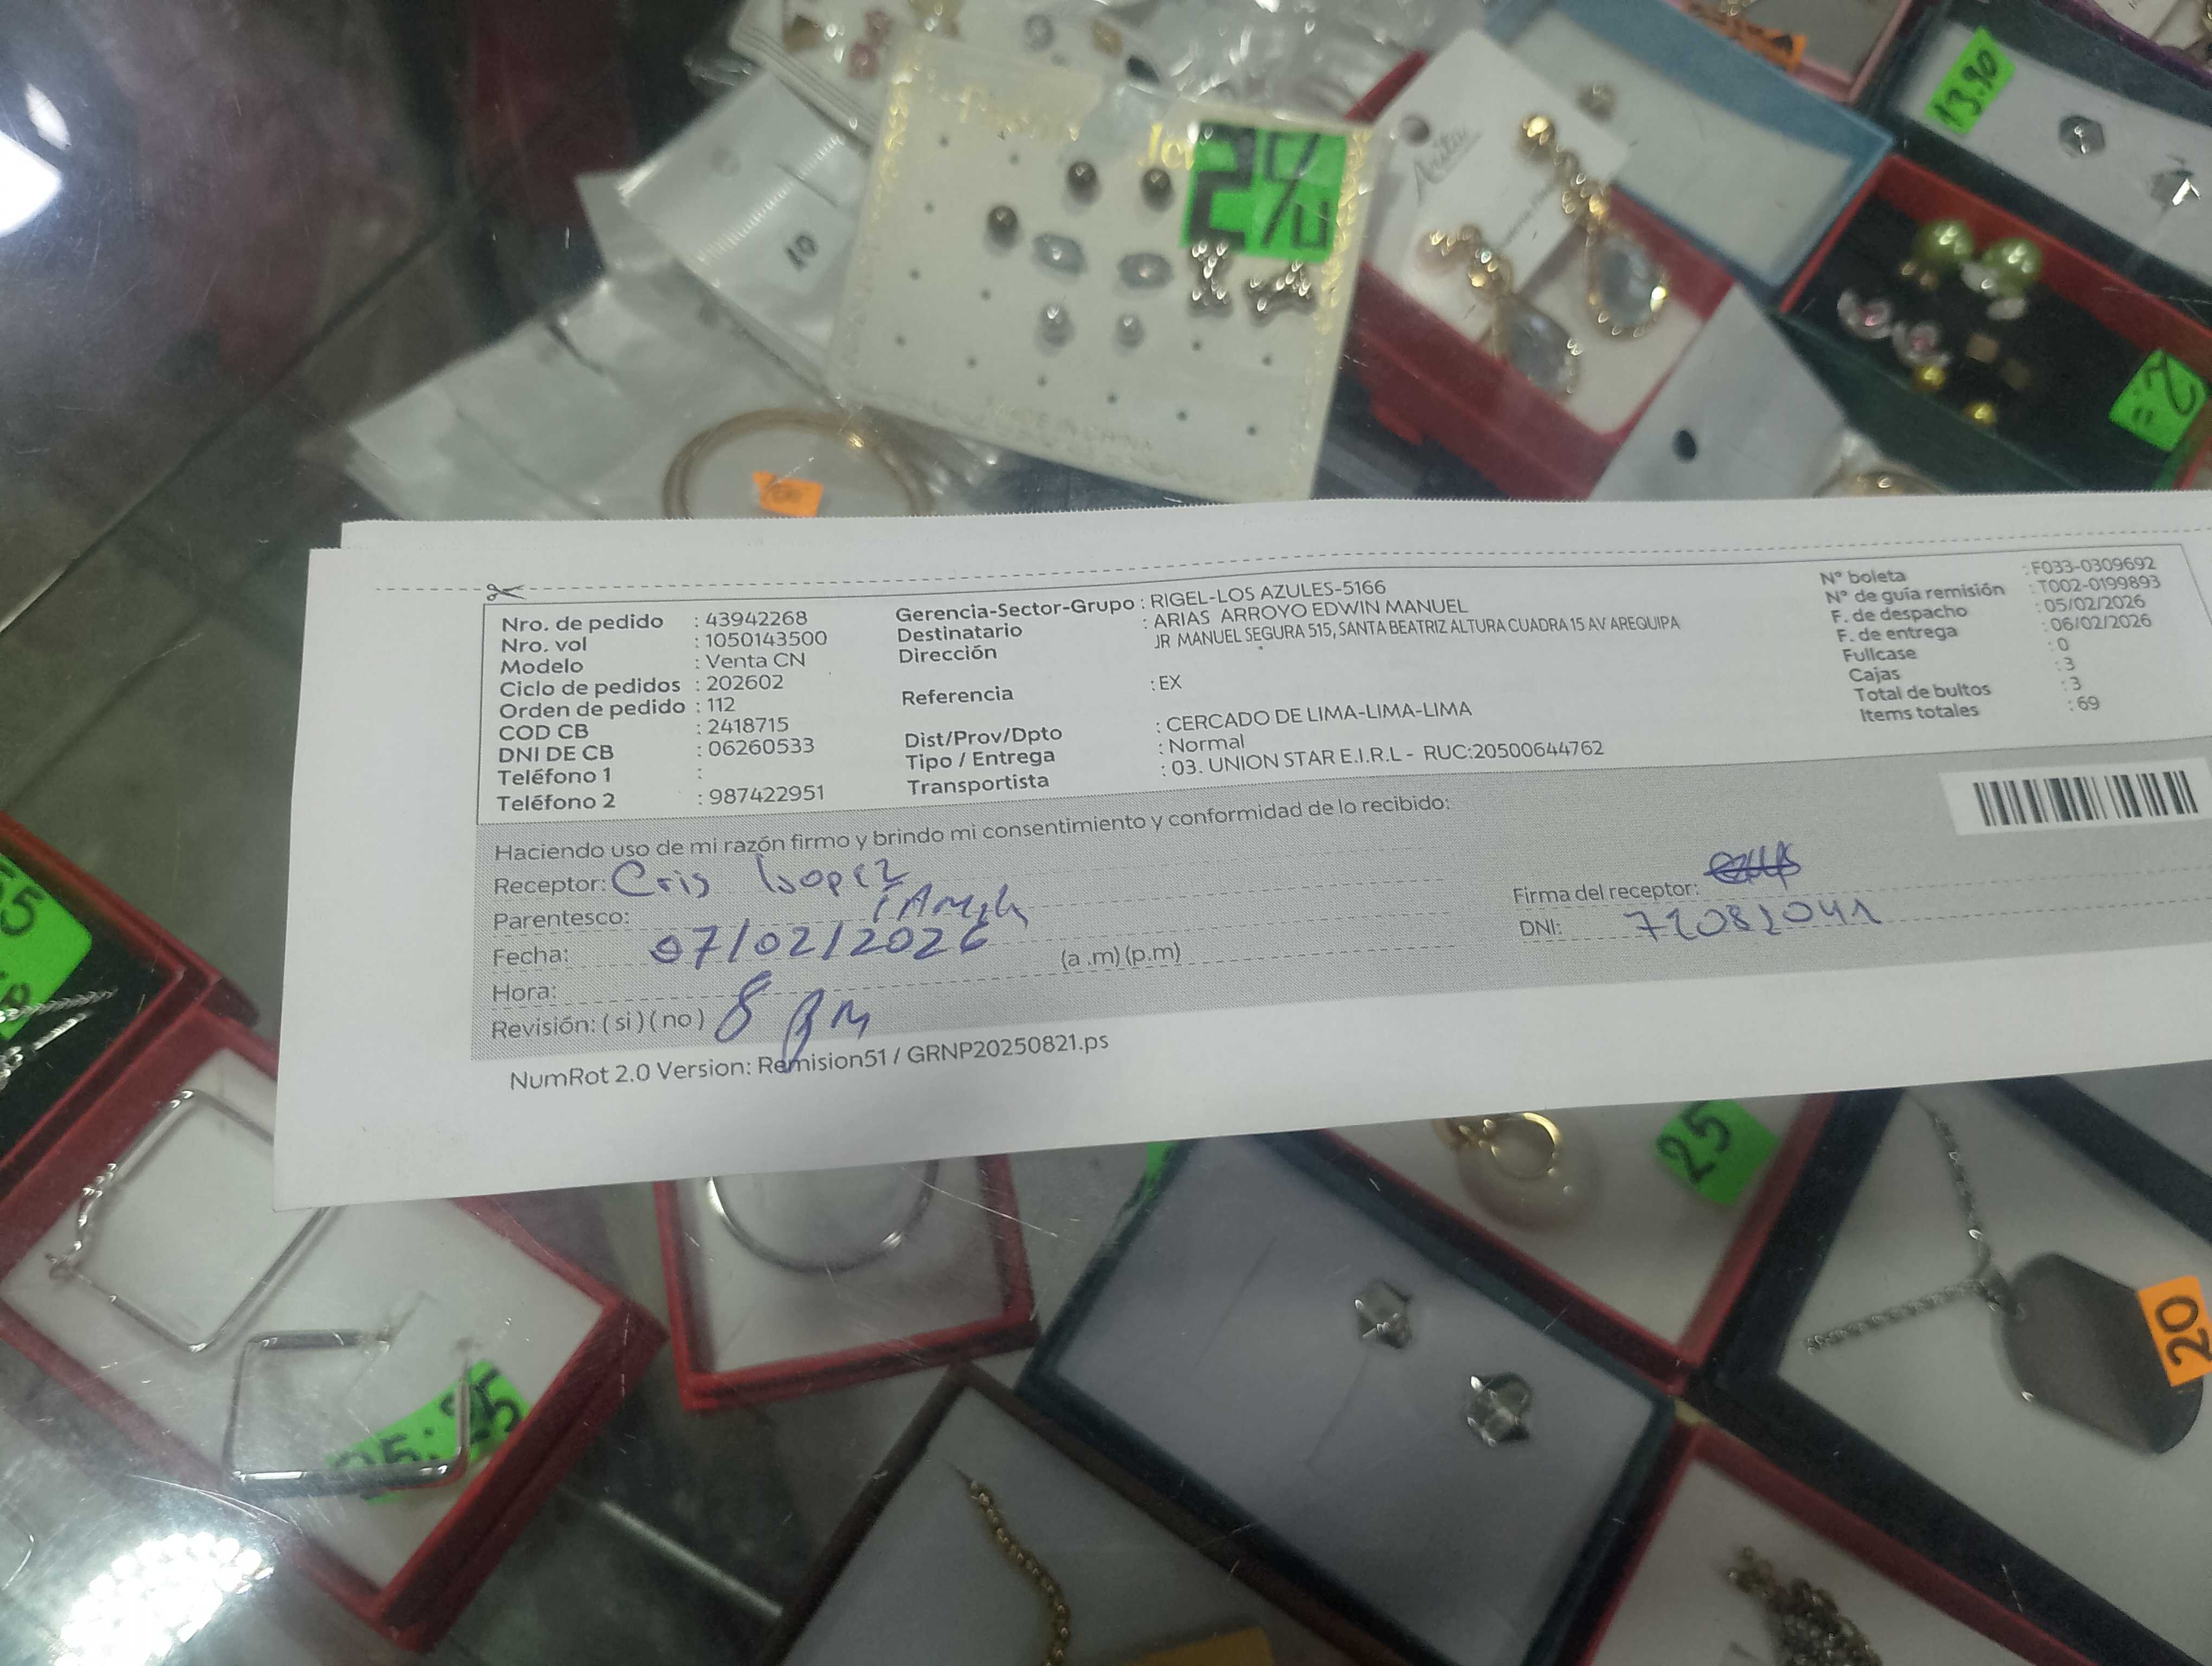 13.90
2/u
10
= 2
Nro. de pedido : 43942268
Nro. vol : 1050143500
Modelo : Venta CN
Ciclo de pedidos : 202602
Orden de pedido : 112
COD CB : 2418715
DNI DE CB : 06260533
Teléfono 1 :
Teléfono 2 : 987422951
Gerencia-Sector-Grupo : RIGEL-LOS AZULES-5166
Destinatario : ARIAS ARROYO EDWIN MANUEL
Dirección JR MANUEL SEGURA 515, SANTA BEATRIZ ALTURA CUADRA 15 AV AREQUIPA
Referencia : EX
Dist/Prov/Dpto : CERCADO DE LIMA-LIMA-LIMA
Tipo / Entrega : Normal
Transportista : 03. UNION STAR E.I.R.L - RUC:20500644762
N° boleta : F033-0309692
N° de guía remisión : T002-0199893
F. de despacho : 05/02/2026
F. de entrega : 06/02/2026
Fullcase : 0
Cajas : 3
Total de bultos : 3
Items totales : 69
Haciendo uso de mi razón firmo y brindo mi consentimiento y conformidad de lo recibido:
Receptor: Cris lopez
Parentesco:
Fecha: 07/02/2026 (a .m) (p.m)
Hora:
Revisión: ( si ) ( no ) 8 pm
Firma del receptor:
DNI:
NumRot 2.0 Version: Remision51 / GRNP20250821.ps
25
20